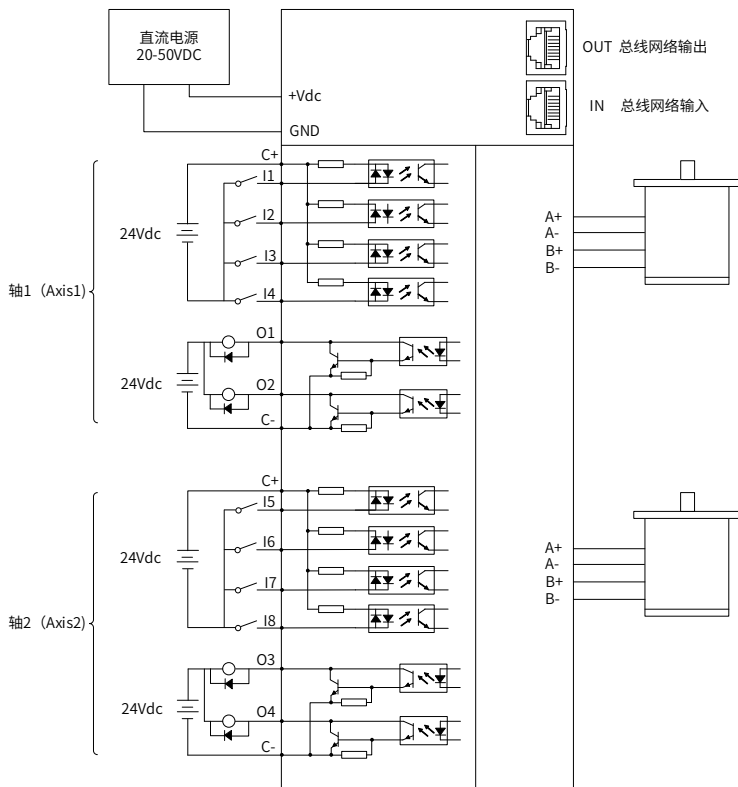 直流电源
20-50VDC
OUT 总线网络输出
+Vdc
IN 总线网络输入
GND
C+
I1
I2
24Vdc
I3
轴1（Axis1)
I4
O1
24Vdc
O2
C-
A+
A-
B+
B-
C+
I5
I6
24Vdc
I7
轴2（Axis2)
I8
O3
24Vdc
O4
C-
A+
A-
B+
B-